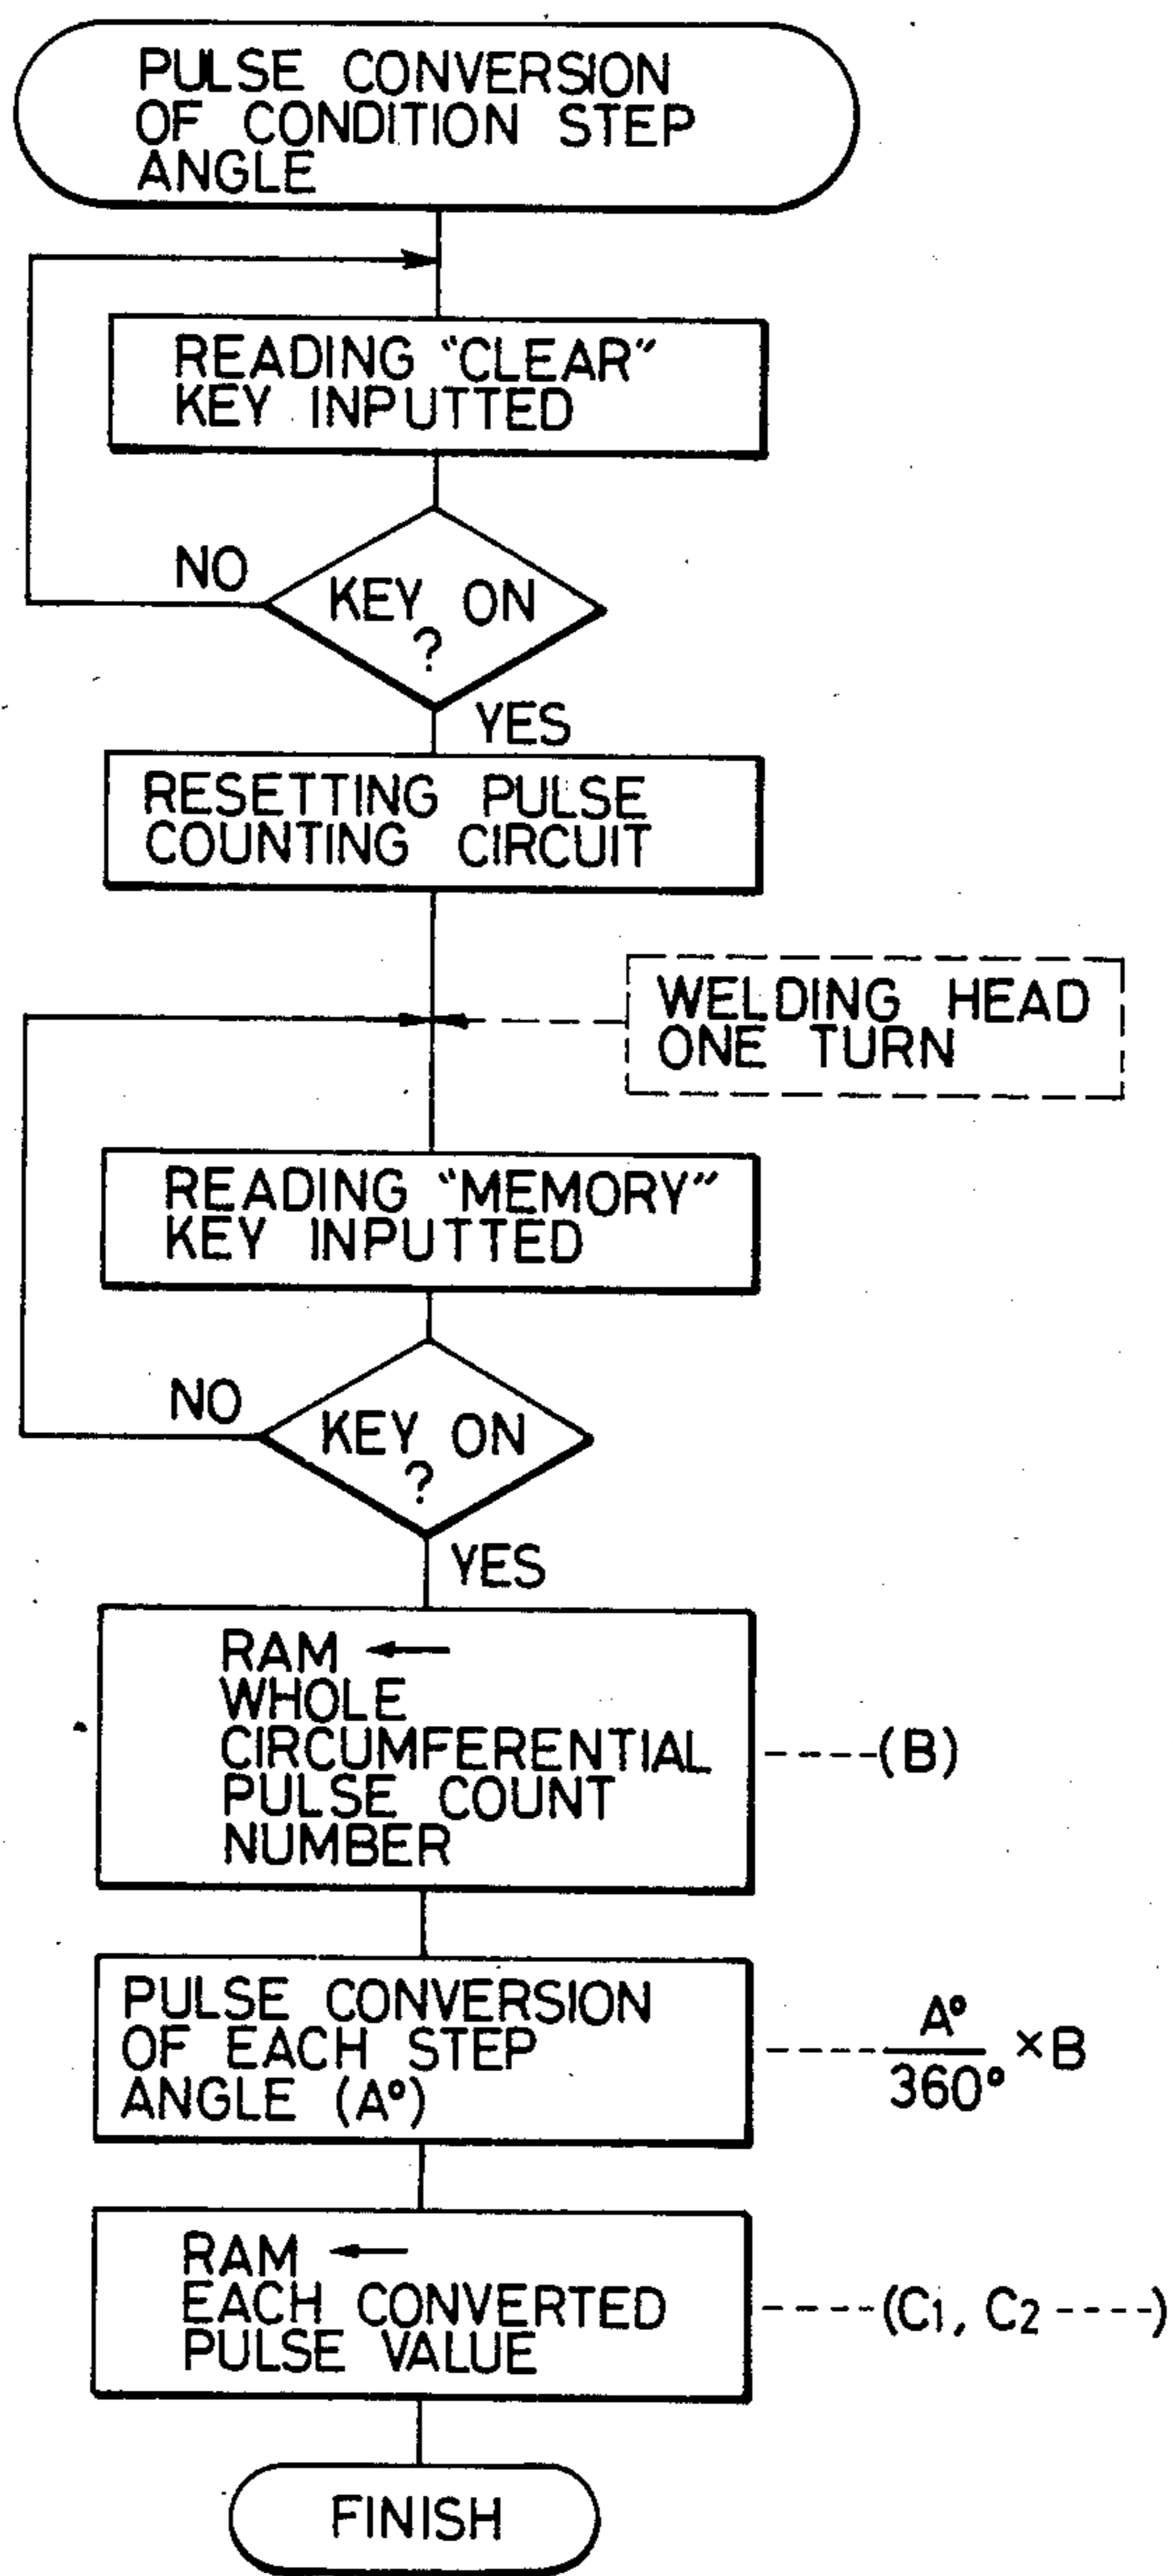 PULSE CONVERSION
OF CONDITION STEP
ANGLE
READING "CLEAR"
KEY INPUTTED
NO
KEY ON
?
YES
RESETTING PULSE
COUNTING CIRCUIT
WELDING HEAD
ONE TURN
READING "MEMORY"
KEY INPUTTED
NO
KEY ON
?
YES
RAM ←
WHOLE
CIRCUMFERENTIAL
PULSE COUNT
NUMBER
----(B)
PULSE CONVERSION
OF EACH STEP
ANGLE (A°)
A°
360°
×B
RAM ←
EACH CONVERTED
PULSE VALUE
----(C1, C2 ----)
FINISH